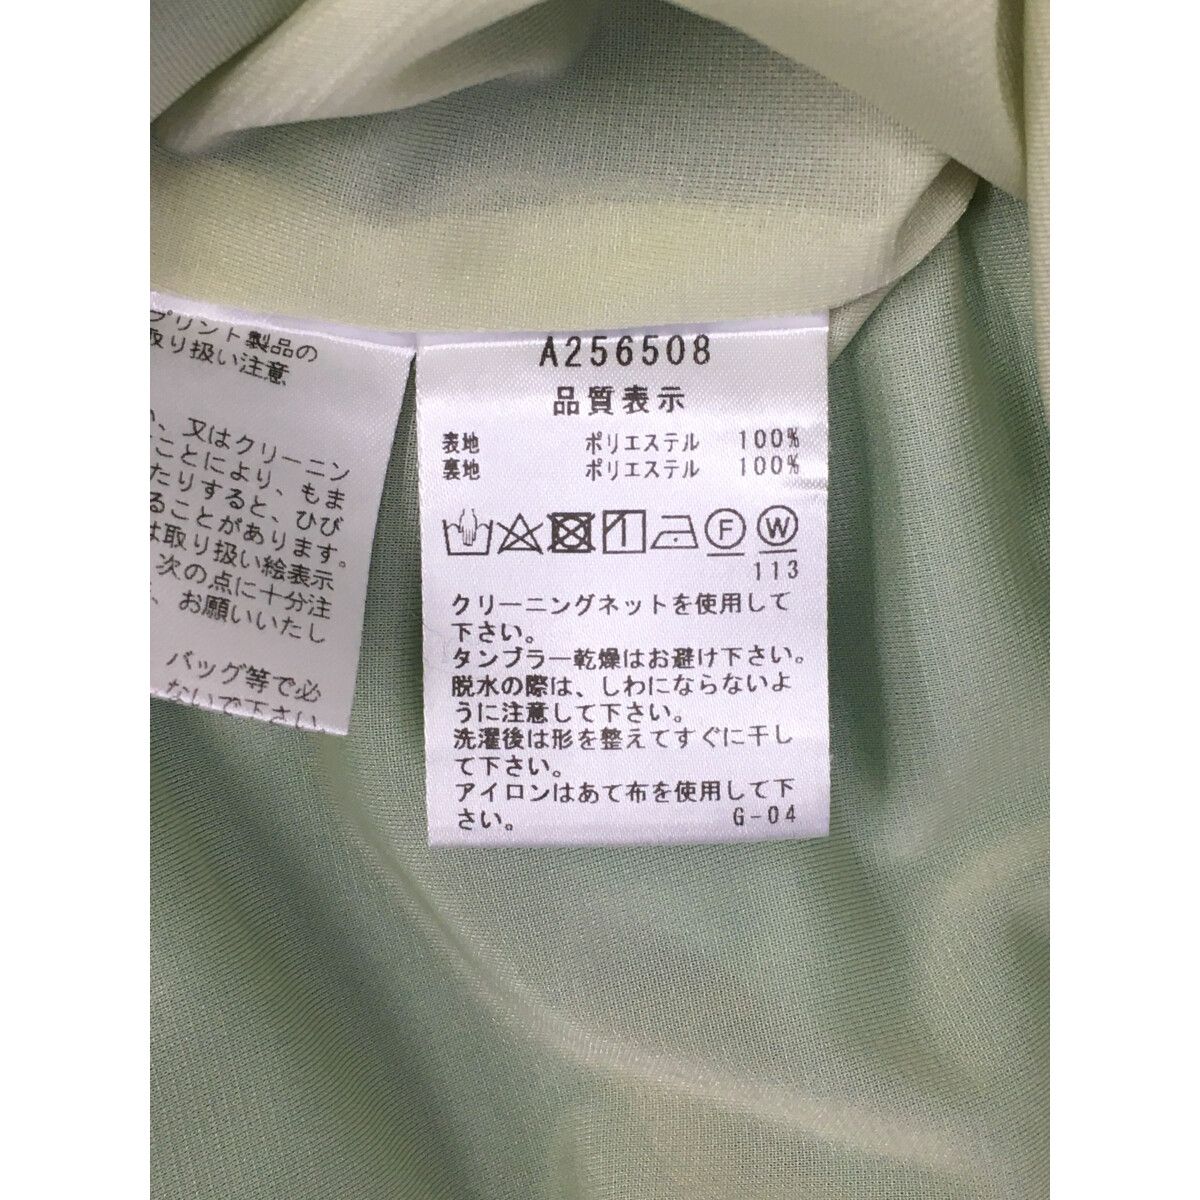 プリント製品の
取り扱い注意
、又はクリーニン
ことにより、もま
たりすると、ひび
ることがあります。
は取り扱い絵表示
次の点に十分注
、お願いいたし
バッグ等で必
ないで下さい
A256508
品質表示
表地 ポリエステル 100%
裏地 ポリエステル 100%
F W
113
クリーニングネットを使用して
下さい。
タンブラー乾燥はお避け下さい。
脱水の際は、しわにならないよ
うに注意して下さい。
洗濯後は形を整えてすぐに干し
て下さい。
アイロンはあて布を使用して下
さい。 G-04